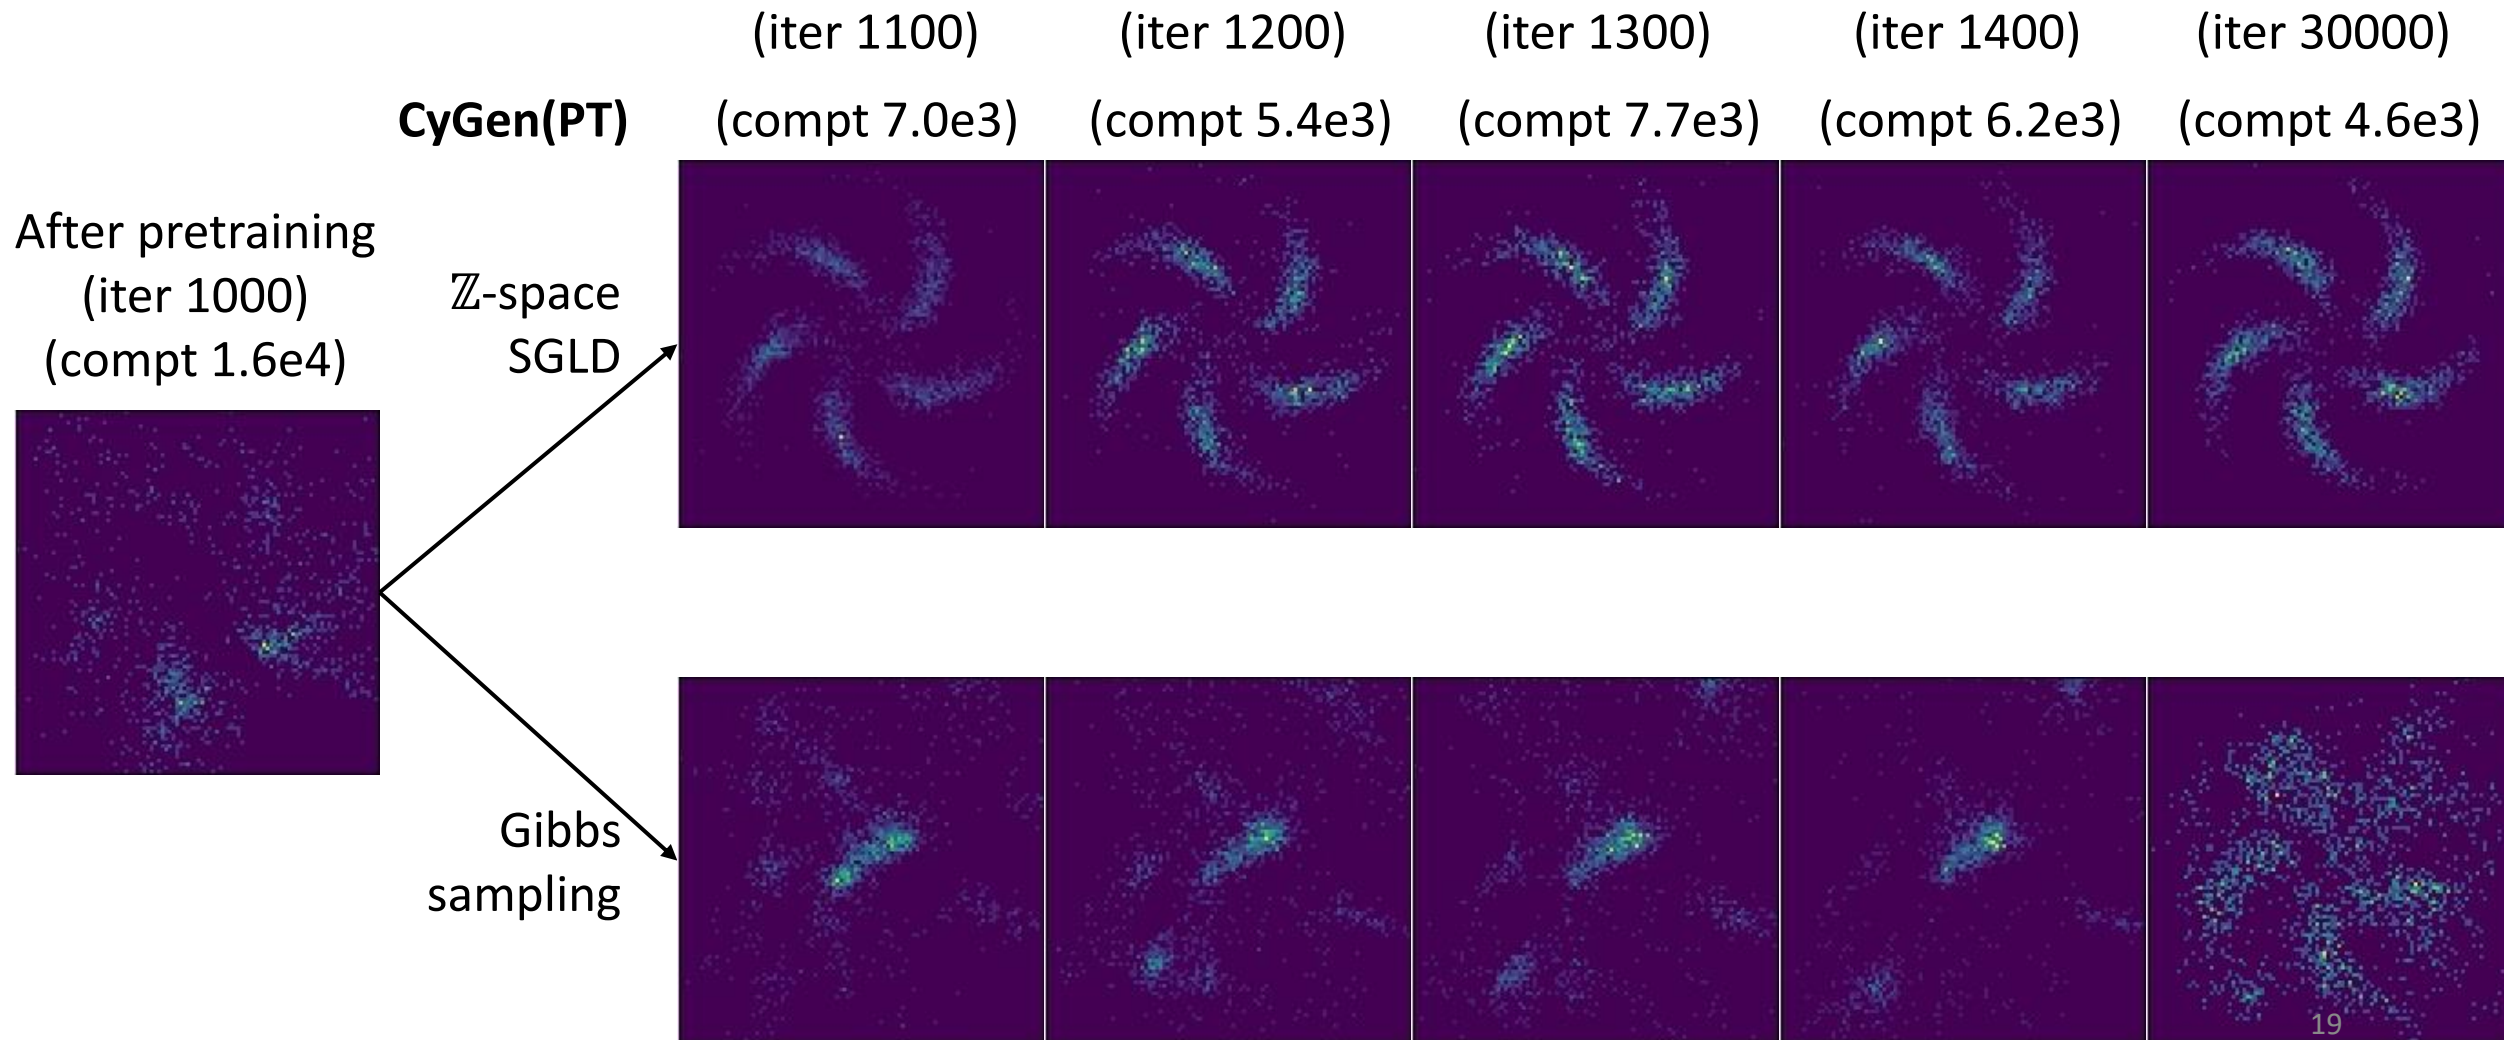 (iter 1100) (iter 1200) (iter 1300) (iter 1400) (iter 30000)
CyGen(PT) (compt 7.0e3) (compt 5.4e3) (compt 7.7e3) (compt 6.2e3) (compt 4.6e3)
After pretraining
(iter 1000)
(compt 1.6e4)
ℤ-space
SGLD
Gibbs
sampling
19